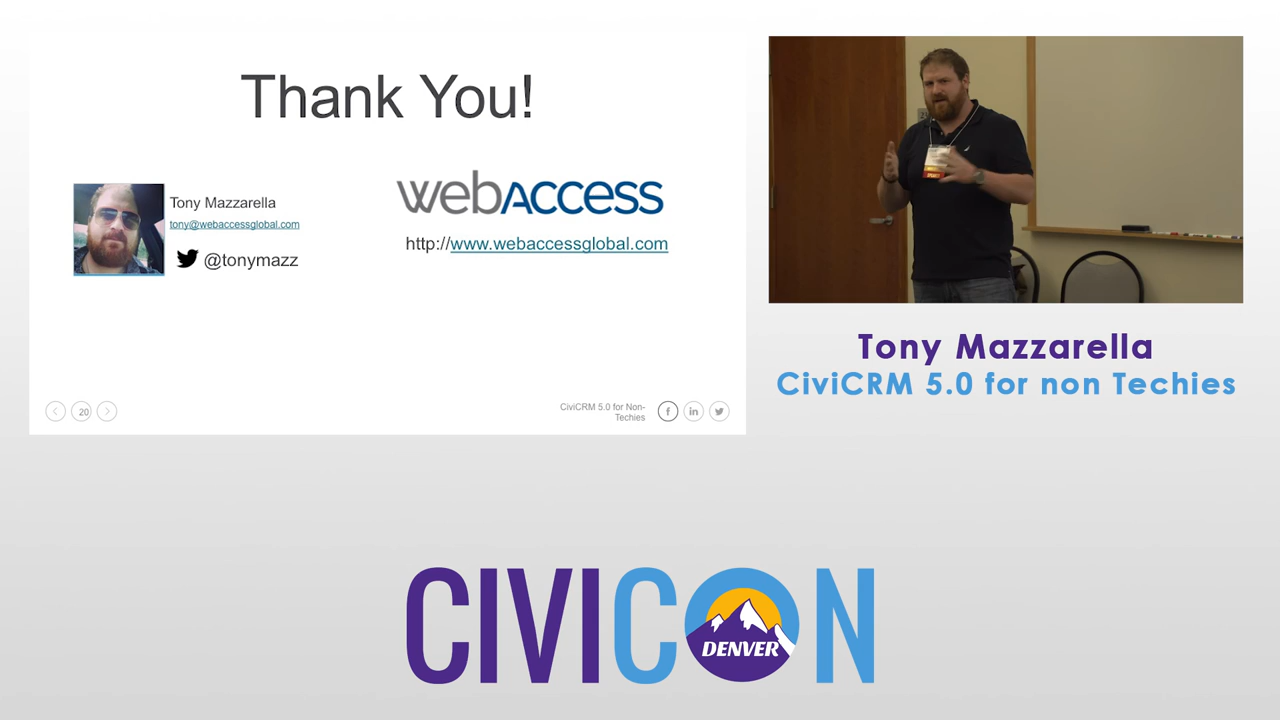 Thank You!
Tony Mazzarella
tony@webaccessglobal.com
@tonymazz
webACCESS
http://www.webaccessglobal.com
20
CiviCRM 5.0 for Non-
Techies
Tony Mazzarella
CiviCRM 5.0 for non Techies
CIVICON
DENVER